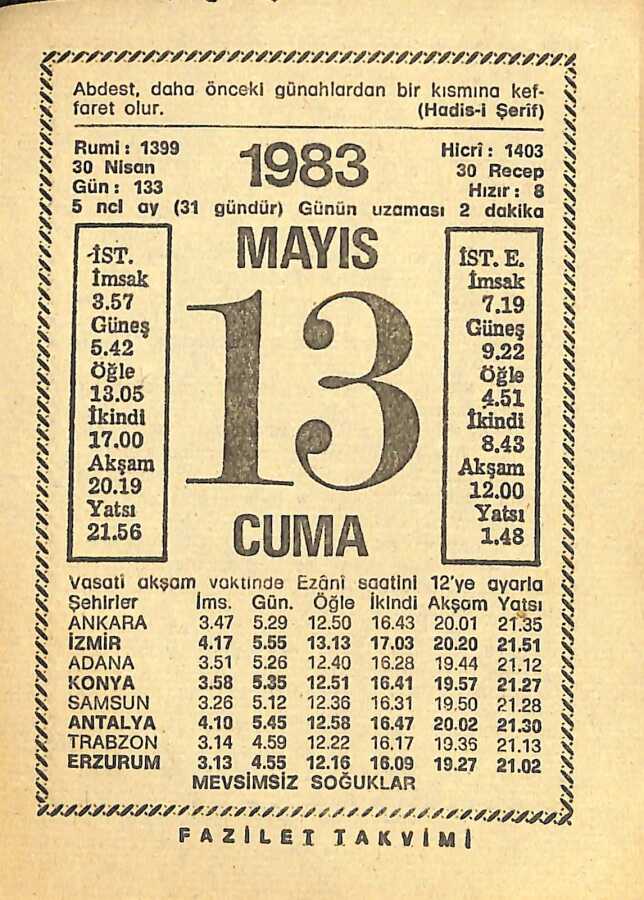 Abdest, daha önceki günahlardan bir kısmına kef-
faret olur. (Hadis-i Şerif)
Rumi : 1399 1983 Hicri : 1403
30 Nisan 30 Recep
Gün : 133 Hızır : 8
5 nci ay (31 gündür) Günün uzaması 2 dakika
MAYIS
İST.
İmsak
3.57
Güneş
5.42
Öğle
13.05
İkindi
17.00
Akşam
20.19
Yatsı
21.56
13
CUMA
İST. E.
İmsak
7.19
Güneş
9.22
Öğle
4.51
İkindi
8.43
Akşam
12.00
Yatsı
1.48
Vasati akşam vaktinde Ezânî saatini 12'ye ayarla
Şehirler İms. Gün. Öğle İkindi Akşam Yatsı
ANKARA 3.47 5.29 12.50 16.43 20.01 21.35
İZMİR 4.17 5.55 13.13 17.03 20.20 21.51
ADANA 3.51 5.26 12.40 16.28 19.44 21.12
KONYA 3.58 5.35 12.51 16.41 19.57 21.27
SAMSUN 3.26 5.12 12.36 16.31 19.50 21.28
ANTALYA 4.10 5.45 12.58 16.47 20.02 21.30
TRABZON 3.14 4.59 12.22 16.17 19.36 21.13
ERZURUM 3.13 4.55 12.16 16.09 19.27 21.02
MEVSİMSİZ SOĞUKLAR
FAZİLET TAKVİMİ